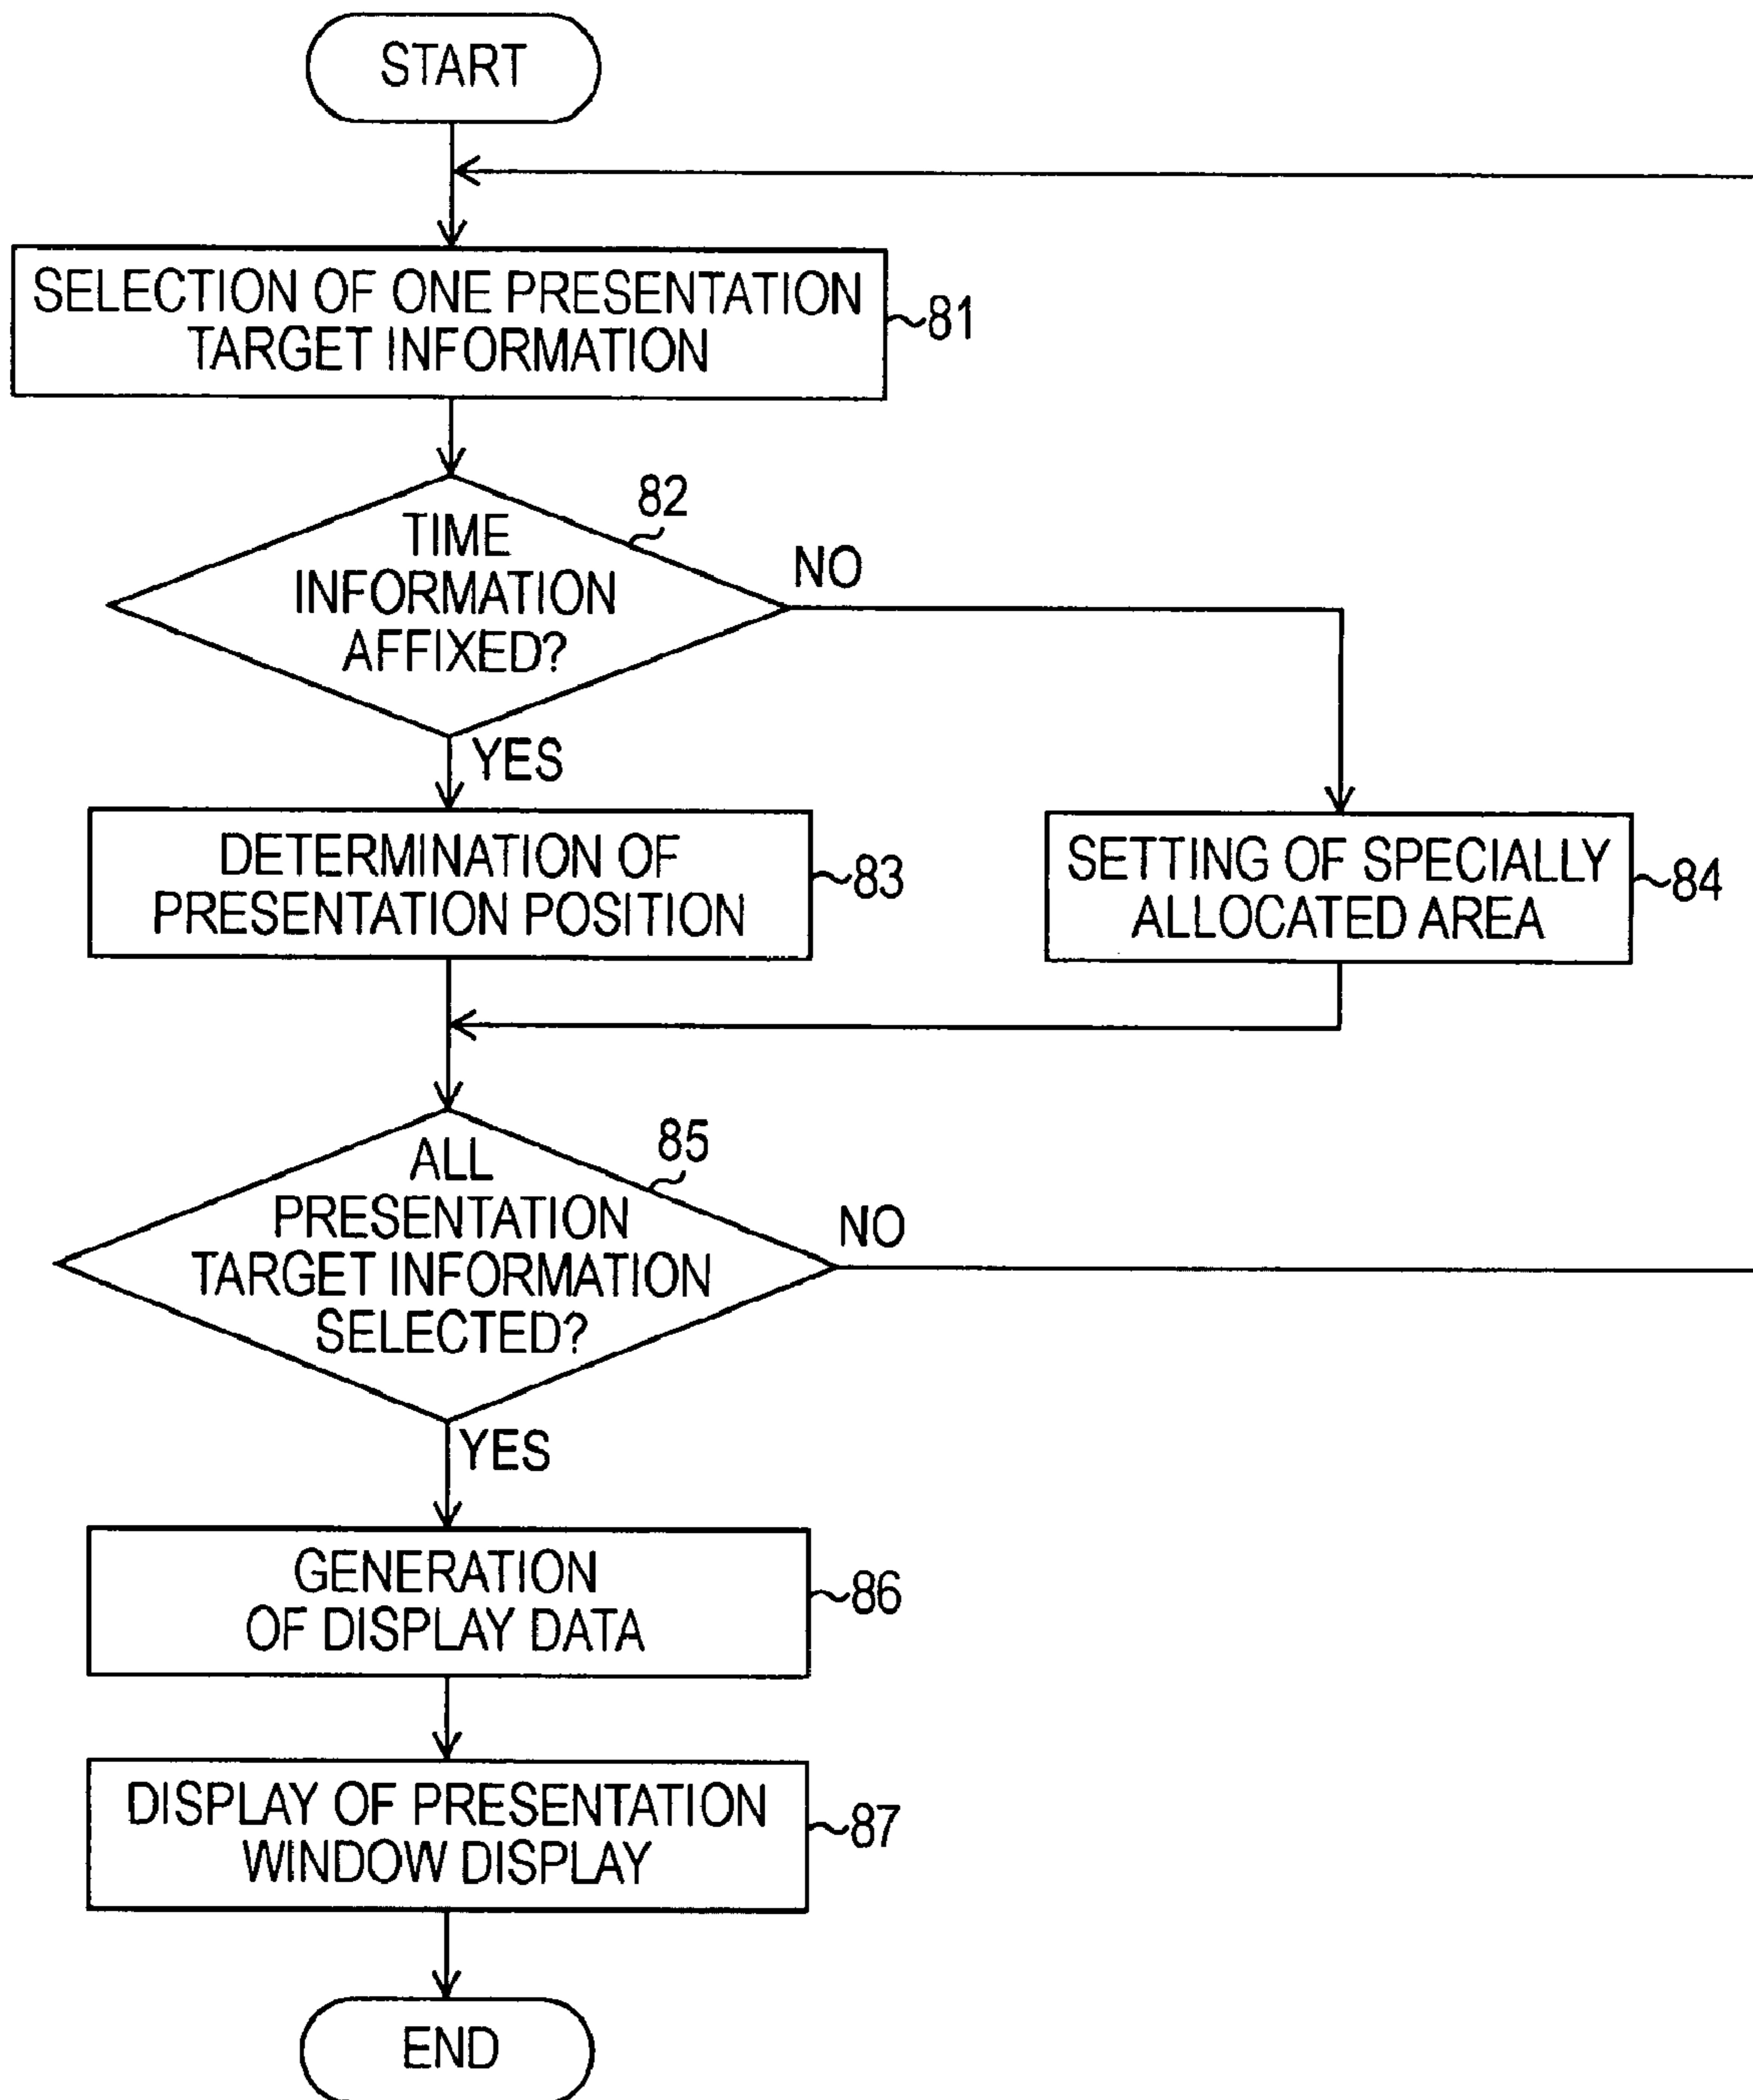 START
SELECTION OF ONE PRESENTATION
TARGET INFORMATION
81
82
TIME
INFORMATION
AFFIXED?
NO
YES
DETERMINATION OF
PRESENTATION POSITION
83
SETTING OF SPECIALLY
ALLOCATED AREA
84
85
ALL
PRESENTATION
TARGET INFORMATION
SELECTED?
NO
YES
GENERATION
OF DISPLAY DATA
86
DISPLAY OF PRESENTATION
WINDOW DISPLAY
87
END